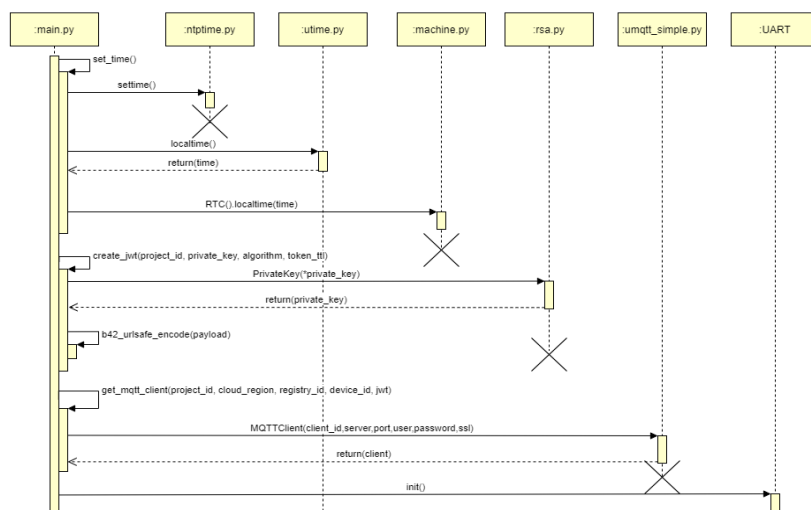 :main.py
:ntptime.py
:utime.py
:machine.py
:rsa.py
:umqtt_simple.py
:UART
set_time()
settime()
localtime()
return(time)
RTC().localtime(time)
create_jwt(project_id, private_key, algorithm, token_ttl)
PrivateKey(*private_key)
return(private_key)
b42_urlsafe_encode(payload)
get_mqtt_client(project_id, cloud_region, registry_id, device_id, jwt)
MQTTClient(client_id,server,port,user,password,ssl)
return(client)
init()